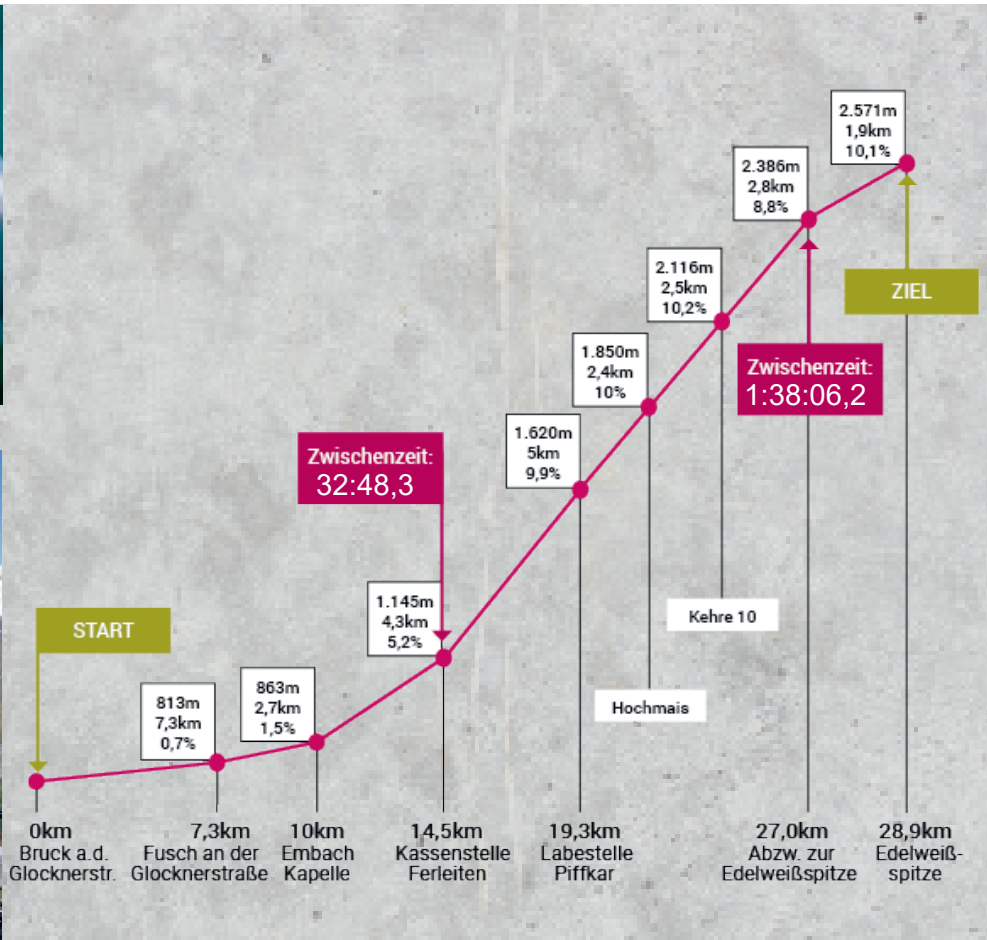 2.571m
1,9km
10,1%
2.386m
2,8km
8,8%
ZIEL
2.116m
2,5km
10,2%
1.850m
2,4km
10%
Zwischenzeit:
1:38:06,2
1.620m
5km
9,9%
Zwischenzeit:
32:48,3
1.145m
4,3km
5,2%
START
Kehre 10
863m
2,7km
1,5%
813m
7,3km
0,7%
Hochmais
0km
Bruck a.d.
Glocknerstr.
7,3km
Fusch an der
Glocknerstraße
10km
Embach
Kapelle
14,5km
Kassenstelle
Ferleiten
19,3km
Labestelle
Piffkar
27,0km
Abzw. zur
Edelweißspitze
28,9km
Edelweiß-
spitze